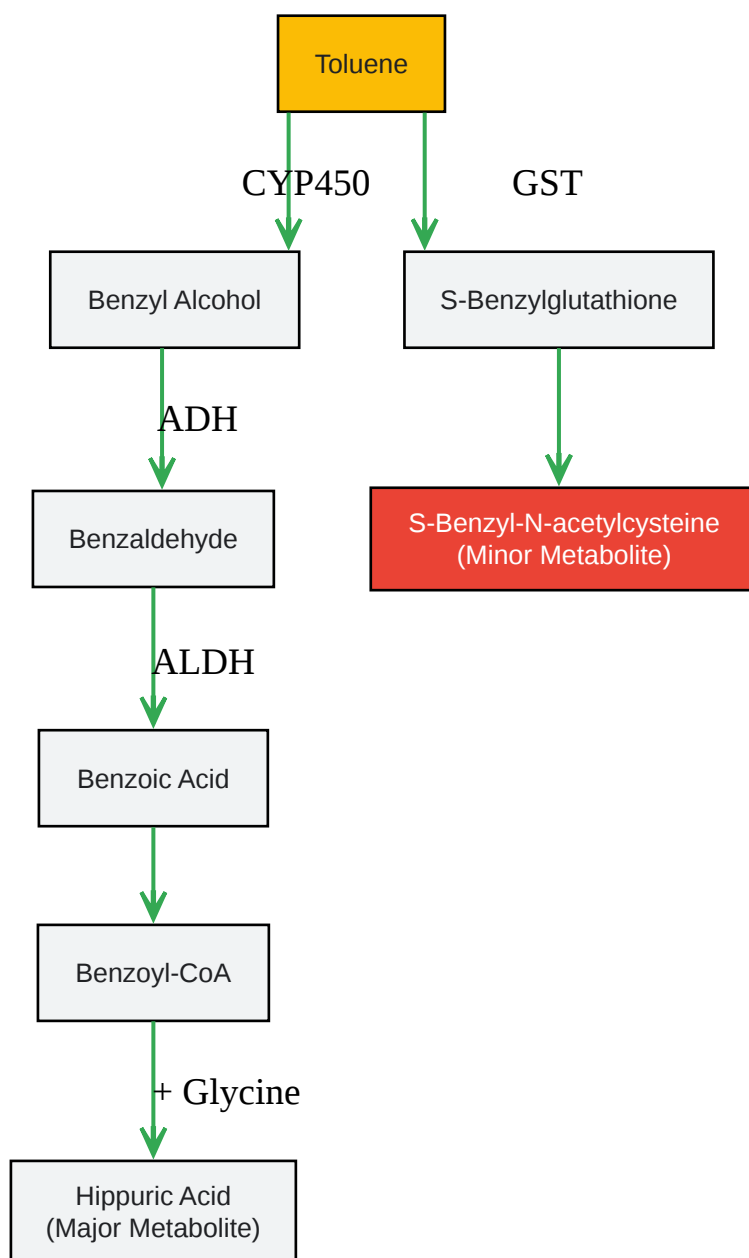 Toluene
CYP450
GST
Benzyl Alcohol
S-Benzylglutathione
ADH
Benzaldehyde
S-Benzyl-N-acetylcysteine
(Minor Metabolite)
ALDH
Benzoic Acid
Benzoyl-CoA
+ Glycine
Hippuric Acid
(Major Metabolite)